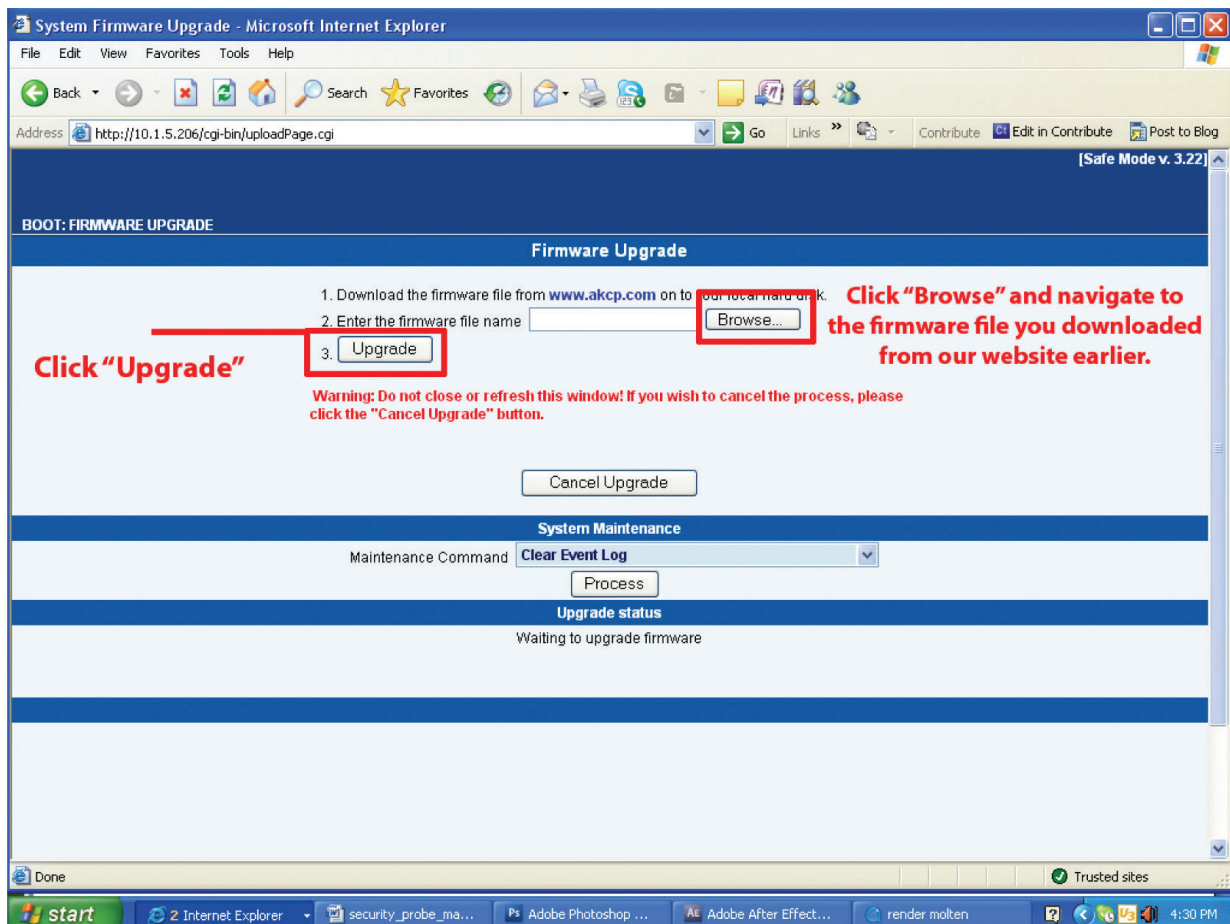 System Firmware Upgrade - Microsoft Internet Explorer
File Edit View Favorites Tools Help
Back Search Favorites
Address http://10.1.5.206/cgi-bin/uploadPage.cgi Go Links » Contribute Edit in Contribute Post to Blog
[Safe Mode v. 3.22]
BOOT: FIRMWARE UPGRADE
Firmware Upgrade
1. Download the firmware file from www.akcp.com on to your local hard disk.
2. Enter the firmware file name Browse...
3. Upgrade
Click "Browse" and navigate to
the firmware file you downloaded
from our website earlier.
Click "Upgrade"
Warning: Do not close or refresh this window! If you wish to cancel the process, please
click the "Cancel Upgrade" button.
Cancel Upgrade
System Maintenance
Maintenance Command Clear Event Log
Process
Upgrade status
Waiting to upgrade firmware
Done Trusted sites
start 2 Internet Explorer security_probe_ma... Ps Adobe Photoshop ... AE Adobe After Effect... render molten 4:30 PM